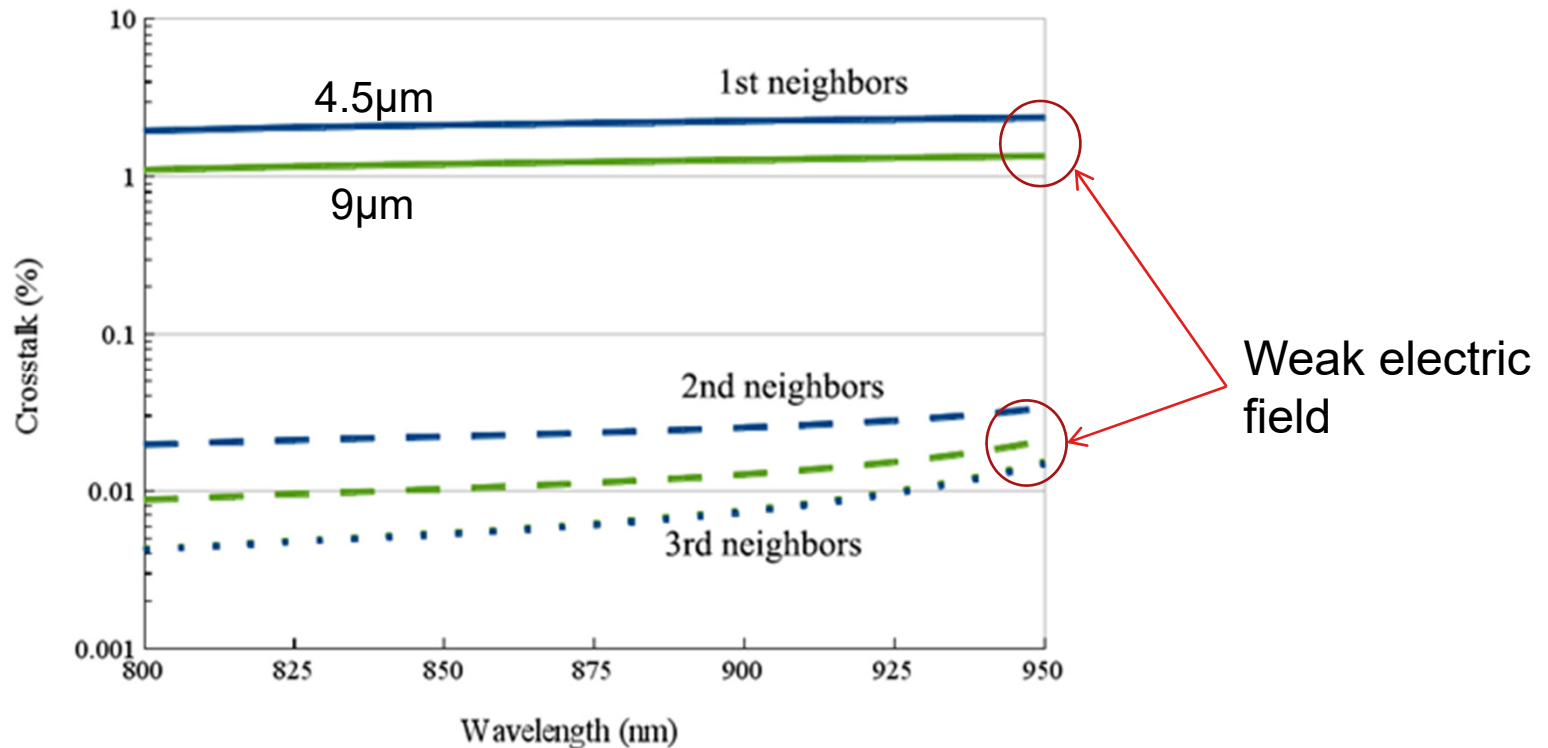 10
1
0.1
0.01
0.001
Crosstalk (%)
4.5µm
9µm
1st neighbors
2nd neighbors
3rd neighbors
Weak electric
field
800
825
850
875
900
925
950
Wavelength (nm)